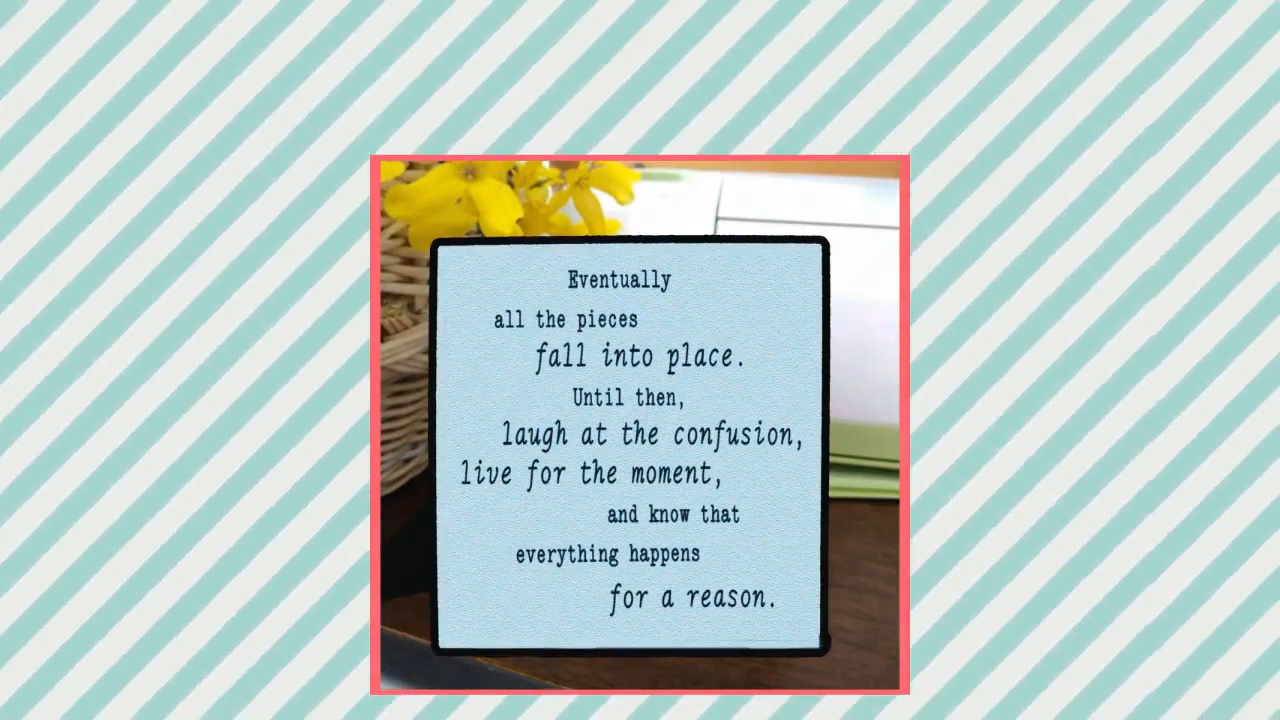 Eventually
all the pieces
fall into place.
Until then,
laugh at the confusion,
live for the moment,
and know that
everything happens
for a reason.